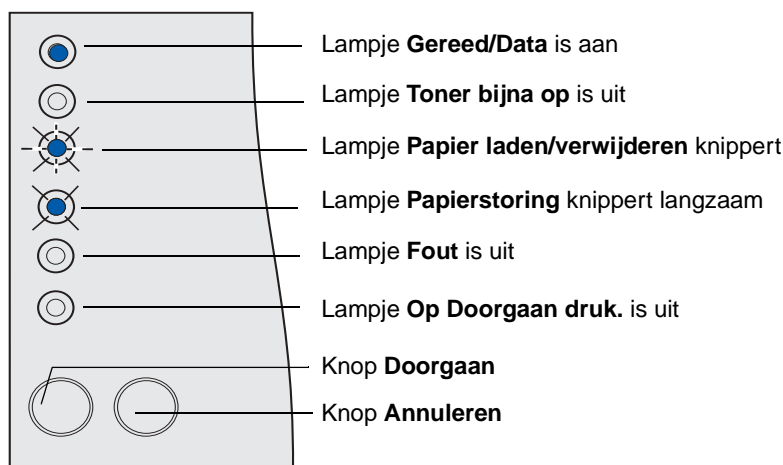 Lampje Gereed/Data is aan
Lampje Toner bijna op is uit
Lampje Papier laden/verwijderen knippert
Lampje Papierstoring knippert langzaam
Lampje Fout is uit
Lampje Op Doorgaan druk. is uit
Knop Doorgaan
Knop Annuleren